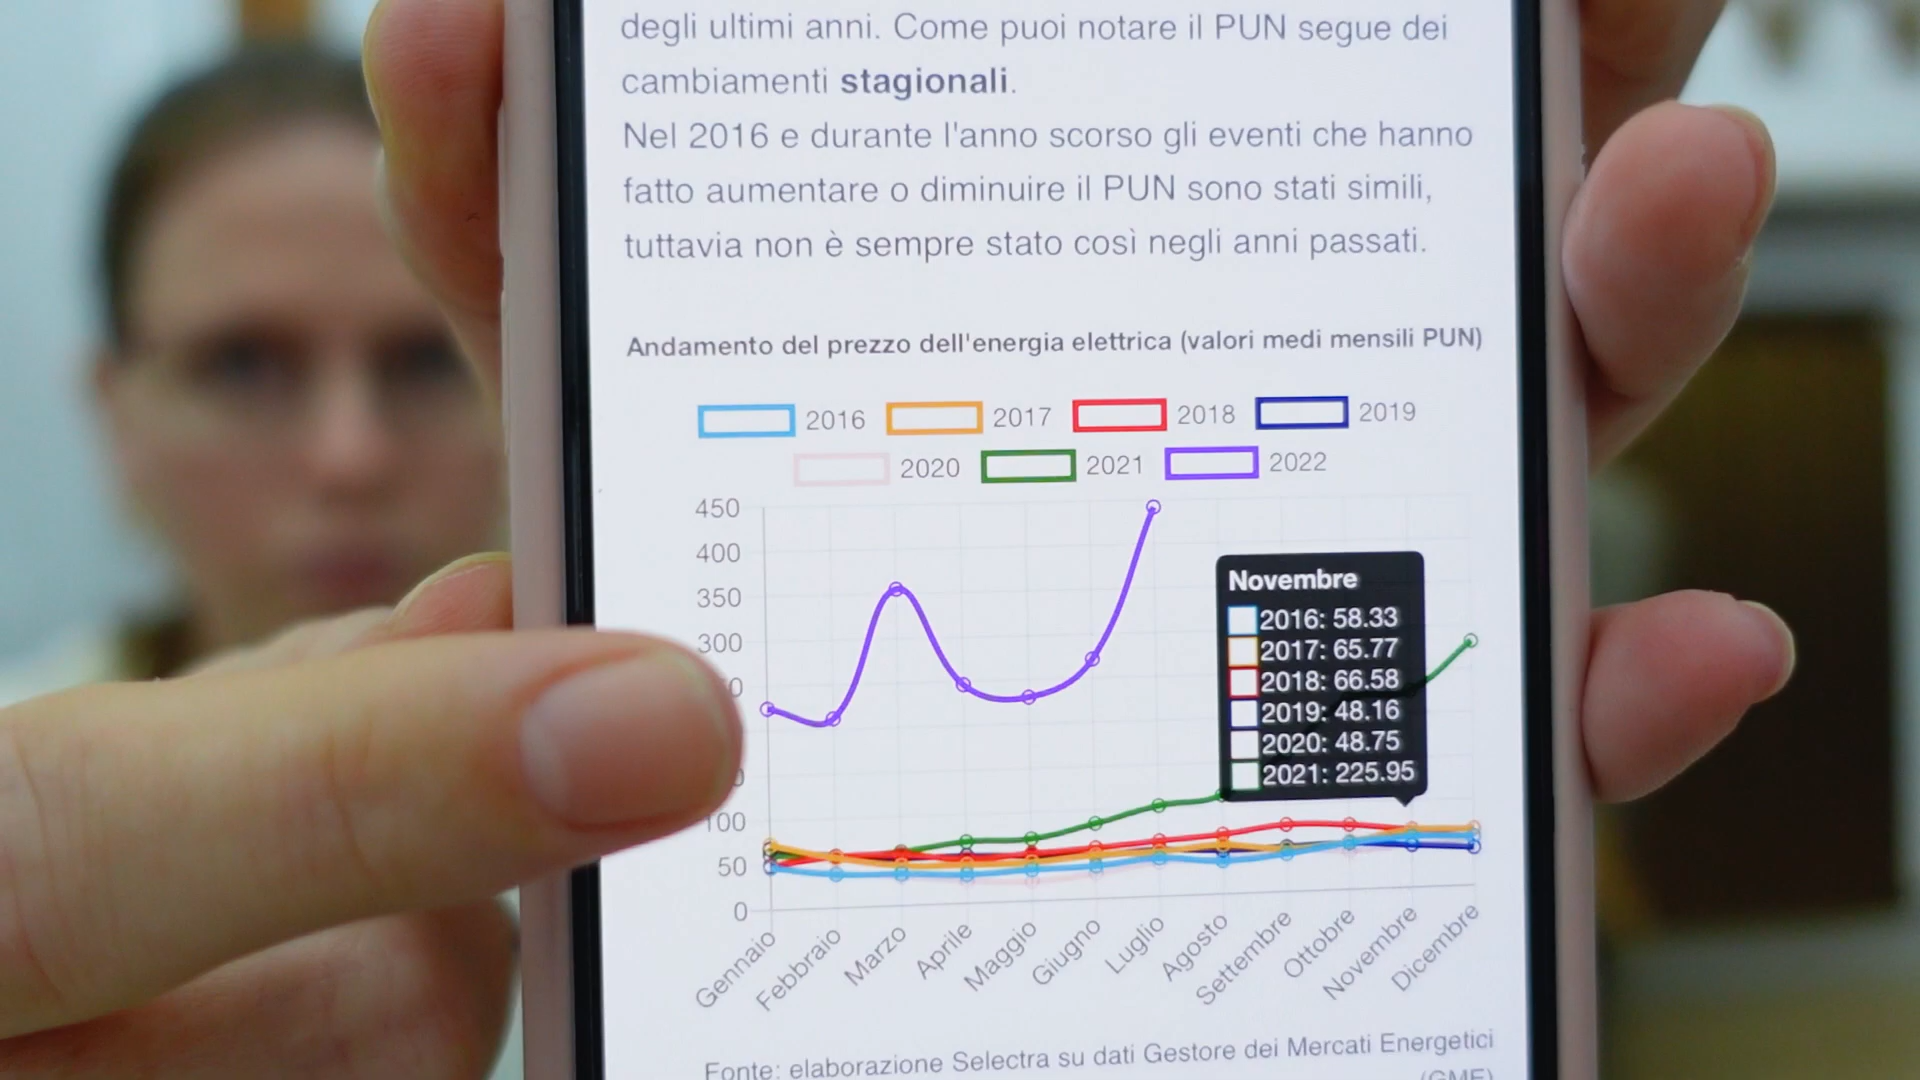 degli ultimi anni. Come puoi notare il PUN segue dei
cambiamenti stagionali.
Nel 2016 e durante l'anno scorso gli eventi che hanno
fatto aumentare o diminuire il PUN sono stati simili,
tuttavia non è sempre stato così negli anni passati.
Andamento del prezzo dell'energia elettrica (valori medi mensili PUN)
2016 2017 2018 2019
2020 2021 2022
450
400
350
300
100
50
0
Novembre
2016: 58.33
2017: 65.77
2018: 66.58
2019: 48.16
2020: 48.75
2021: 225.95
Gennaio Febbraio Marzo Aprile Maggio Giugno Luglio Agosto Settembre Ottobre Novembre Dicembre
Fonte: elaborazione Selectra su dati Gestore dei Mercati Energetici
(GME)